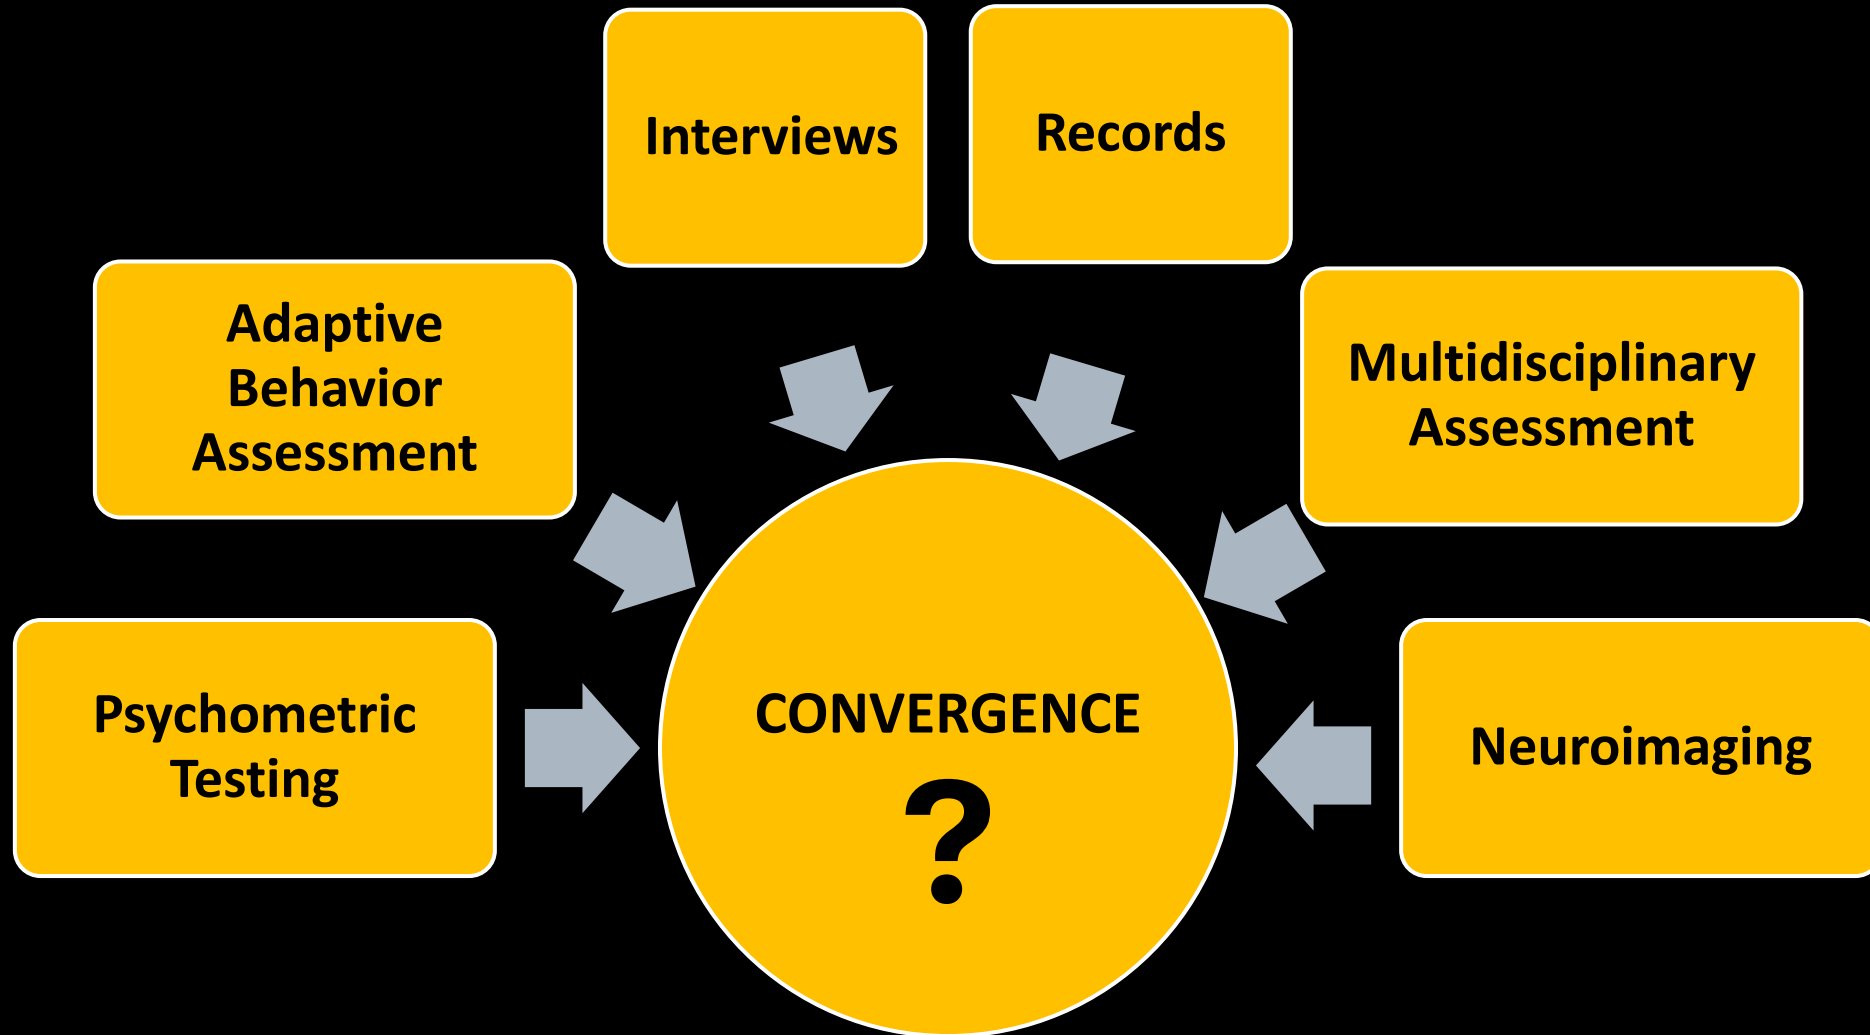 Interviews
Records
Adaptive
Behavior
Assessment
Multidisciplinary
Assessment
Psychometric
Testing
CONVERGENCE
?
Neuroimaging